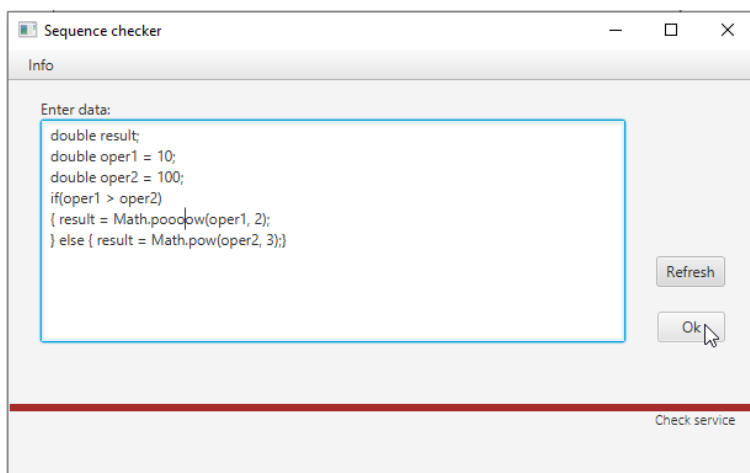 Sequence checker
Info
Enter data:
double result;
double oper1 = 10;
double oper2 = 100;
if(oper1 > oper2)
{ result = Math.poooow(oper1, 2);
} else { result = Math.pow(oper2, 3);}
Refresh
Ok
Check service